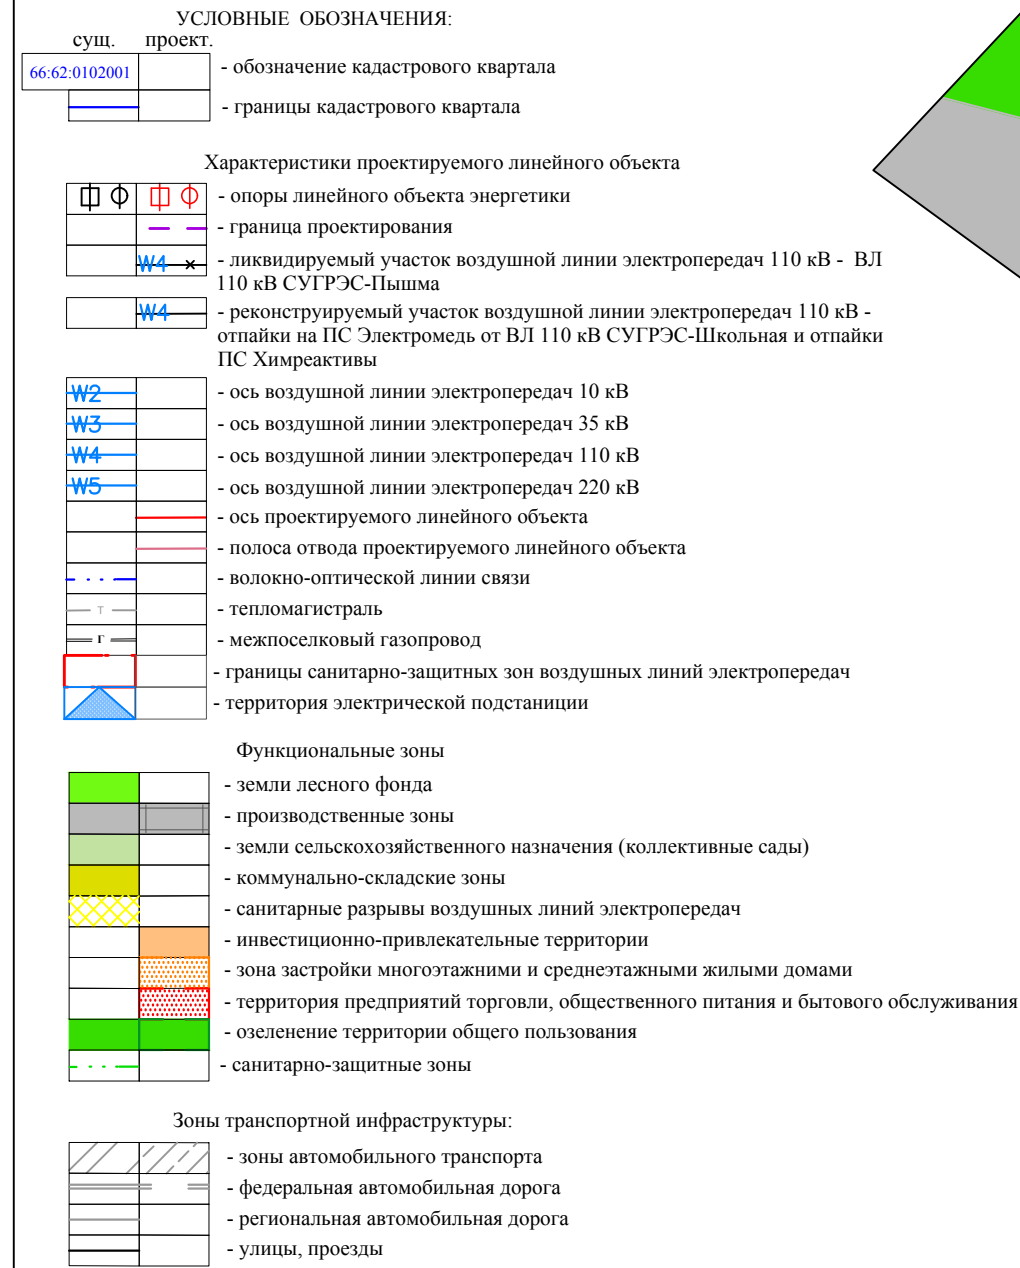 УСЛОВНЫЕ ОБОЗНАЧЕНИЯ:
сущ. проект.
66:62:0102001 - обозначение кадастрового квартала
- границы кадастрового квартала
Характеристики проектируемого линейного объекта
- опоры линейного объекта энергетики
- граница проектирования
W4 - ликвидируемый участок воздушной линии электропередач 110 кВ - ВЛ
110 кВ СУГРЭС-Пышма
W4 - реконструируемый участок воздушной линии электропередач 110 кВ -
отпайки на ПС Электромедь от ВЛ 110 кВ СУГРЭС-Школьная и отпайки
ПС Химреактивы
W2 - ось воздушной линии электропередач 10 кВ
W3 - ось воздушной линии электропередач 35 кВ
W4 - ось воздушной линии электропередач 110 кВ
W5 - ось воздушной линии электропередач 220 кВ
- ось проектируемого линейного объекта
- полоса отвода проектируемого линейного объекта
- волокно-оптической линии связи
Т - тепломагистраль
Г - межпоселковый газопровод
- границы санитарно-защитных зон воздушных линий электропередач
- территория электрической подстаниции
Функциональные зоны
- земли лесного фонда
- производственные зоны
- земли сельскохозяйственного назначения (коллективные сады)
- коммунально-складские зоны
- санитарные разрывы воздушных линий электропередач
- инвестиционно-привлекательные территории
- зона застройки многоэтажними и среднеэтажными жилыми домами
- территория предприятий торговли, общественного питания и бытового обслуживания
- озеленение территории общего пользования
- санитарно-защитные зоны
Зоны транспортной инфраструктуры:
- зоны автомобильного транспорта
- федеральная автомобильная дорога
- региональная автомобильная дорога
- улицы, проезды